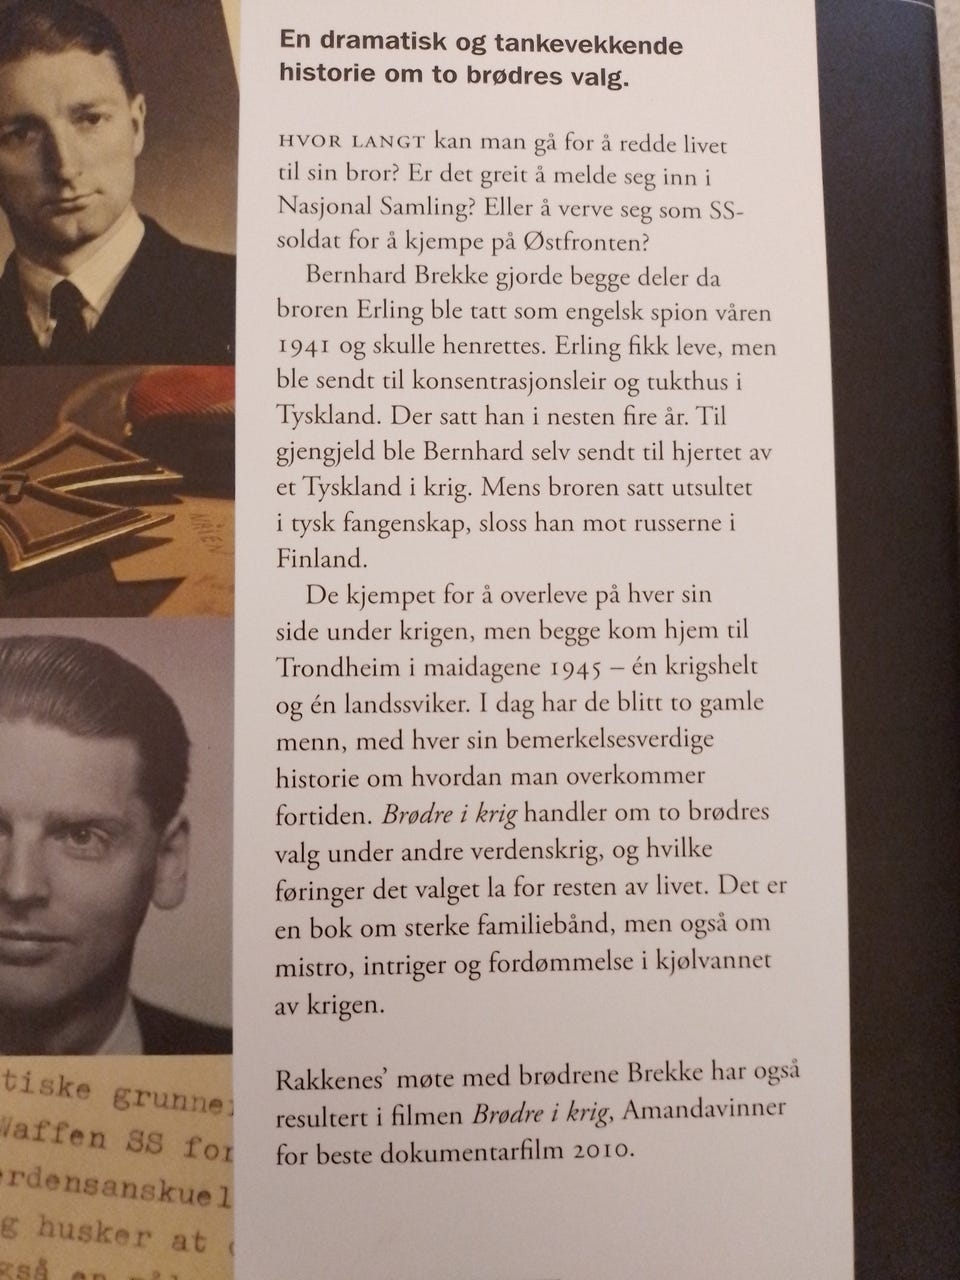 En dramatisk og tankevekkende
historie om to brødres valg.
HVOR LANGT kan man gå for å redde livet
til sin bror? Er det greit å melde seg inn i
Nasjonal Samling? Eller å verve seg som SS-
soldat for å kjempe på Østfronten?
Bernhard Brekke gjorde begge deler da
broren Erling ble tatt som engelsk spion våren
1941 og skulle henrettes. Erling fikk leve, men
ble sendt til konsentrasjonsleir og tukthus i
Tyskland. Der satt han i nesten fire år. Til
gjengjeld ble Bernhard selv sendt til hjertet av
et Tyskland i krig. Mens broren satt utsultet
i tysk fangenskap, sloss han mot russerne i
Finland.
De kjempet for å overleve på hver sin
side under krigen, men begge kom hjem til
Trondheim i maidagene 1945 – én krigshelt
og én landssviker. I dag har de blitt to gamle
menn, med hver sin bemerkelsesverdige
historie om hvordan man overkommer
fortiden. Brødre i krig handler om to brødres
valg under andre verdenskrig, og hvilke
føringer det valget la for resten av livet. Det er
en bok om sterke familiebånd, men også om
mistro, intriger og fordømmelse i kjølvannet
av krigen.
Rakkenes’ møte med brødrene Brekke har også
resultert i filmen Brødre i krig, Amandavinner
for beste dokumentarfilm 2010.
tiske grunne
Waffen SS for
rdensanskuel
g husker at